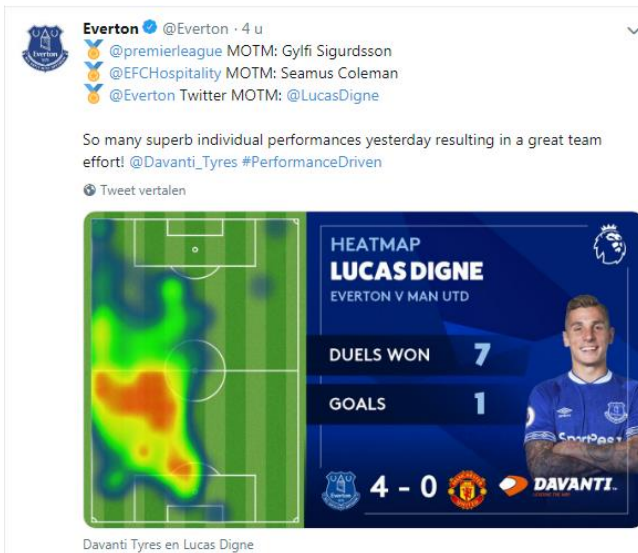 Everton @Everton · 4 u
@premierleague MOTM: Gylfi Sigurdsson
@EFCHospitality MOTM: Seamus Coleman
@Everton Twitter MOTM: @LucasDigne
So many superb individual performances yesterday resulting in a great team
effort! @Davanti_Tyres #PerformanceDriven
Tweet vertalen
HEATMAP
LUCAS DIGNE
EVERTON V MAN UTD
DUELS WON 7
GOALS 1
Everton
SportPesa
4 - 0
DAVANTI
Davanti Tyres en Lucas Digne